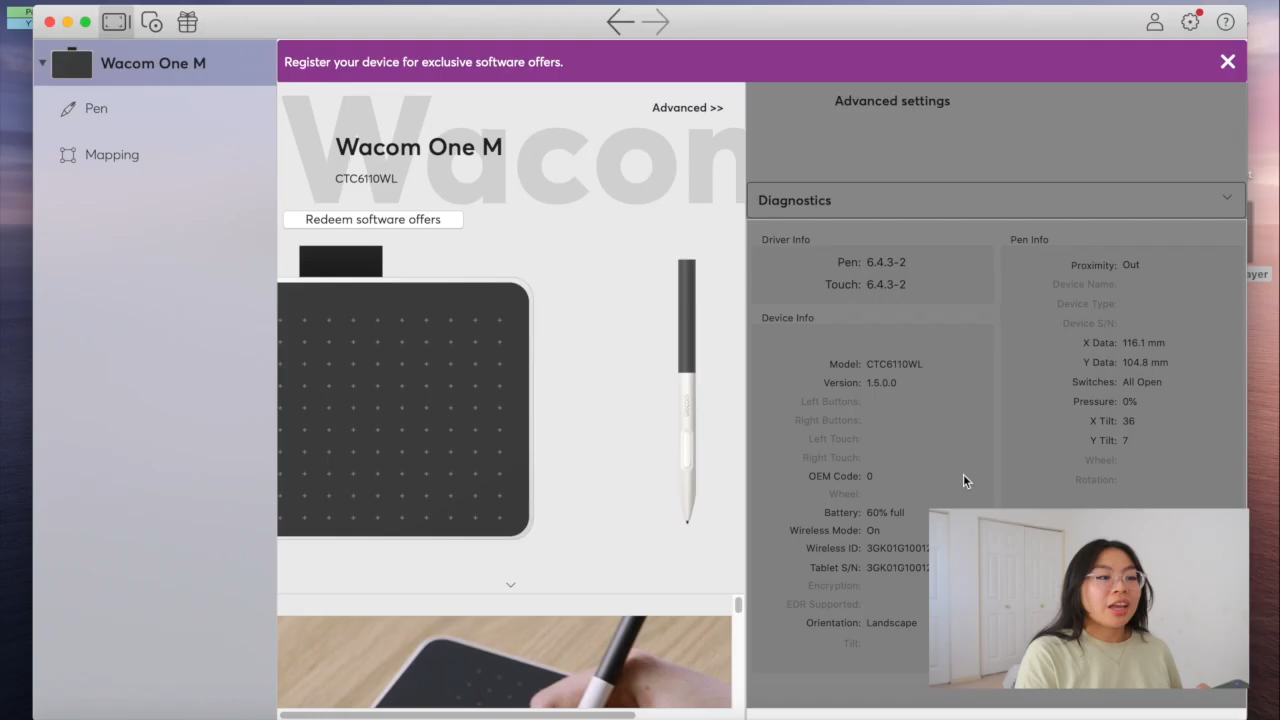 Wacom One M
Pen
Mapping
Register your device for exclusive software offers.
Advanced >>
Wacom
Wacom One M
CTC6110WL
Redeem software offers
Advanced settings
Diagnostics
Driver Info
Pen: 6.4.3-2
Touch: 6.4.3-2
Device Info
Model: CTC6110WL
Version: 1.5.0.0
Left Buttons:
Right Buttons:
Left Touch:
Right Touch:
OEM Code: 0
Wheel:
Battery: 60% full
Wireless Mode: On
Wireless ID: 3GK01G10012
Tablet S/N: 3GK01G10012
Encryption:
EDR Supported:
Orientation: Landscape
Tilt:
Pen Info
Proximity: Out
Device Name:
Device Type:
Device S/N:
X Data: 116.1 mm
Y Data: 104.8 mm
Switches: All Open
Pressure: 0%
X Tilt: 36
Y Tilt: 7
Wheel:
Rotation:
ayer